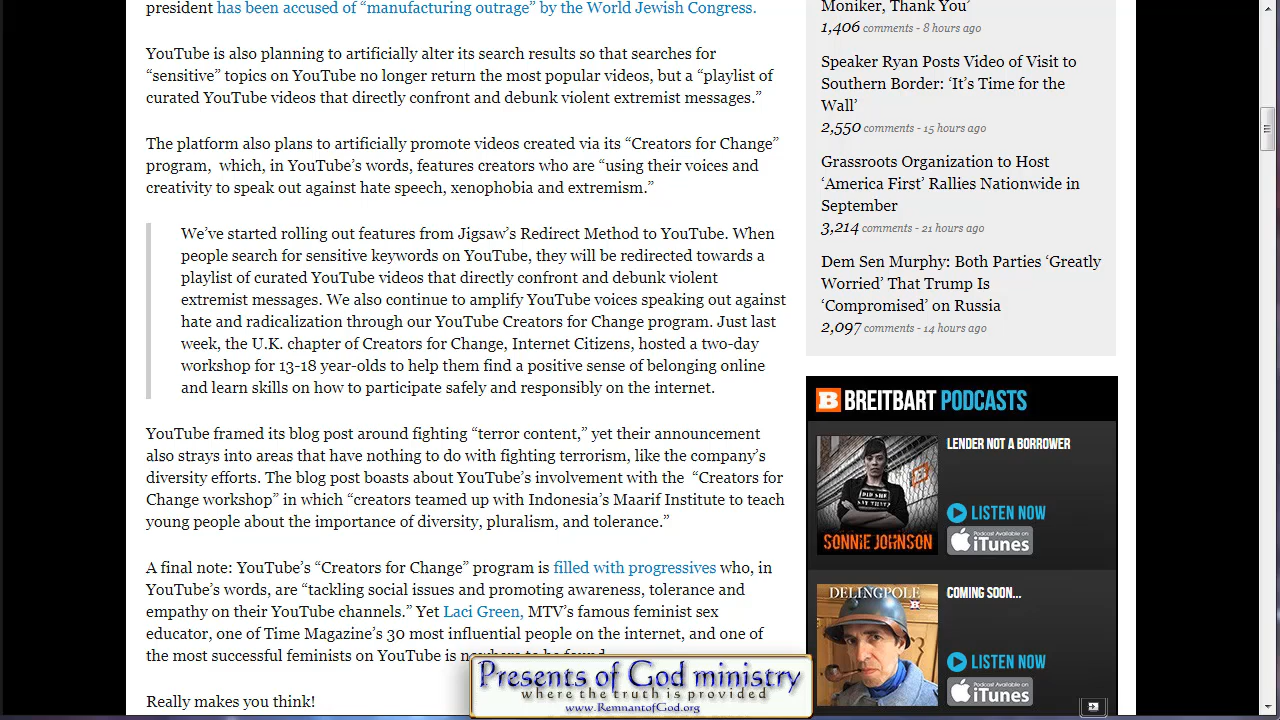 president has been accused of “manufacturing outrage” by the World Jewish Congress.
YouTube is also planning to artificially alter its search results so that searches for
“sensitive” topics on YouTube no longer return the most popular videos, but a “playlist of
curated YouTube videos that directly confront and debunk violent extremist messages.”
The platform also plans to artificially promote videos created via its “Creators for Change”
program, which, in YouTube’s words, features creators who are “using their voices and
creativity to speak out against hate speech, xenophobia and extremism.”
We’ve started rolling out features from Jigsaw’s Redirect Method to YouTube. When
people search for sensitive keywords on YouTube, they will be redirected towards a
playlist of curated YouTube videos that directly confront and debunk violent
extremist messages. We also continue to amplify YouTube voices speaking out against
hate and radicalization through our YouTube Creators for Change program. Just last
week, the U.K. chapter of Creators for Change, Internet Citizens, hosted a two-day
workshop for 13-18 year-olds to help them find a positive sense of belonging online
and learn skills on how to participate safely and responsibly on the internet.
YouTube framed its blog post around fighting “terror content,” yet their announcement
also strays into areas that have nothing to do with fighting terrorism, like the company’s
diversity efforts. The blog post boasts about YouTube’s involvement with the “Creators for
Change workshop” in which “creators teamed up with Indonesia’s Maarif Institute to teach
young people about the importance of diversity, pluralism, and tolerance.”
A final note: YouTube’s “Creators for Change” program is filled with progressives who, in
YouTube’s words, are “tackling social issues and promoting awareness, tolerance and
empathy on their YouTube channels.” Yet Laci Green, MTV’s famous feminist sex
educator, one of Time Magazine’s 30 most influential people on the internet, and one of
the most successful feminists on YouTube is nowhere to be found.
Really makes you think!
Moniker, Thank You’
1,406 comments - 8 hours ago
Speaker Ryan Posts Video of Visit to
Southern Border: ‘It’s Time for the
Wall’
2,550 comments - 15 hours ago
Grassroots Organization to Host
‘America First’ Rallies Nationwide in
September
3,214 comments - 21 hours ago
Dem Sen Murphy: Both Parties ‘Greatly
Worried’ That Trump Is
‘Compromised’ on Russia
2,097 comments - 14 hours ago
B BREITBART PODCASTS
LENDER NOT A BORROWER
DID SHE SAY THAT?
SONNIE JOHNSON
LISTEN NOW
Podcast Available on
iTunes
DELINGPOLE
COMING SOON...
LISTEN NOW
Podcast Available on
iTunes
Presents of God ministry
where the truth is provided
www.RemnantofGod.org